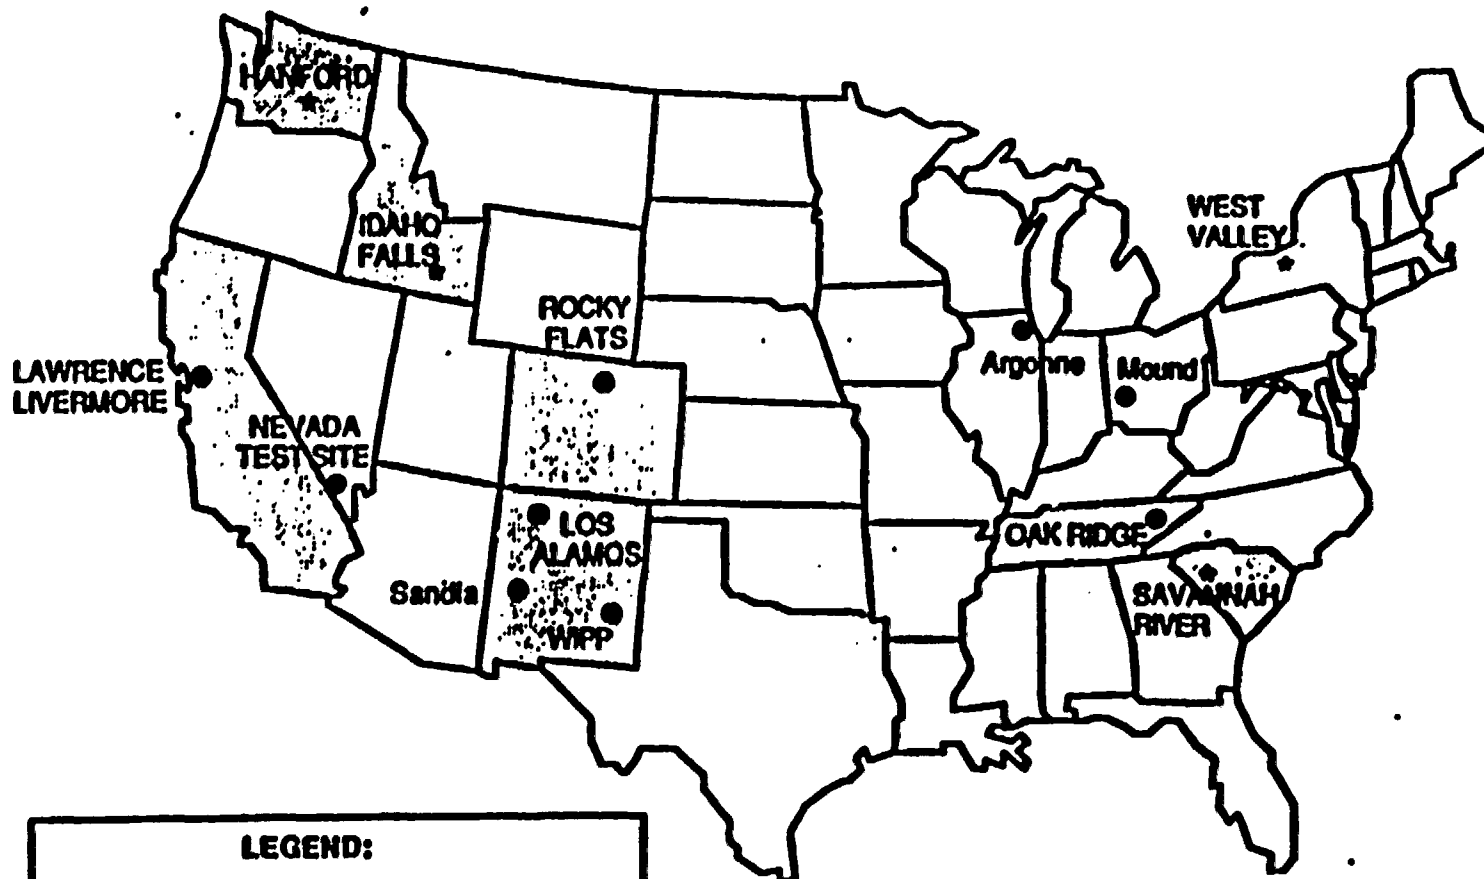 HANFORD
WEST
VALLEY
IDAHO
FALLS
ROCKY
FLATS
LAWRENCE
LIVERMORE
Argonne
Mound
NEVADA
TEST SITE
LOS
ALAMOS
OAK RIDGE
Sandia
SAVANNAH
RIVER
WIPP
LEGEND: